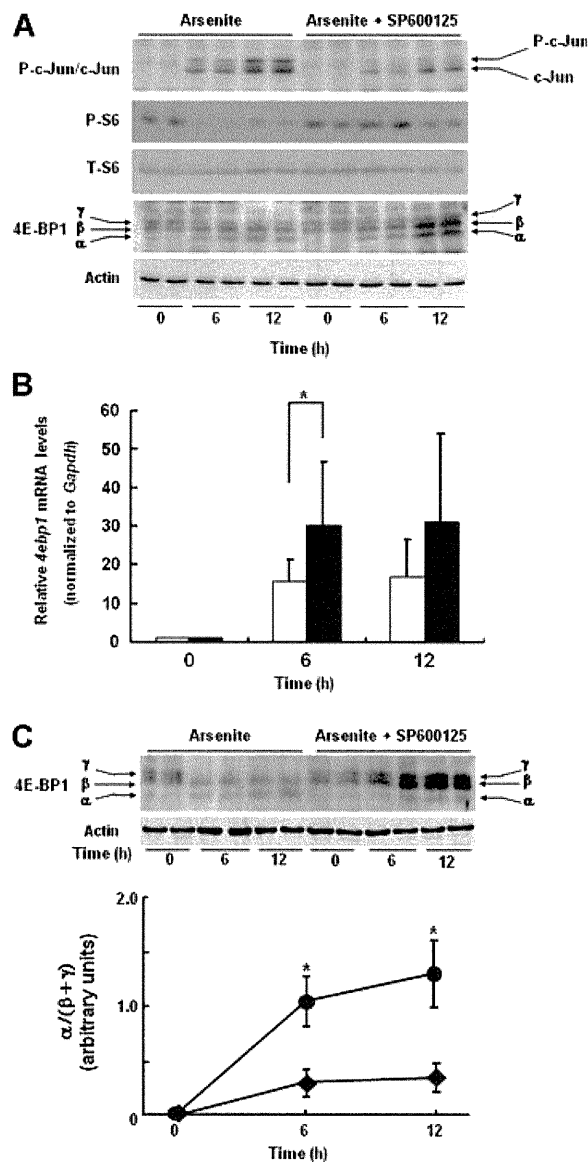 A
Arsenite
Arsenite + SP600125
P-c-Jun/c-Jun
P-c-Jun
c-Jun
P-S6
T-S6
4E-BP1
γ
β
α
γ
β
α
Actin
0 6 12 0 6 12
Time (h)
B
*
Relative 4ebp1 mRNA levels
(normalized to Gapdh)
60
50
40
30
20
10
0
0 6 12
Time (h)
C
Arsenite
Arsenite + SP600125
4E-BP1
γ
β
α
γ
β
α
Actin
Time (h) 0 6 12 0 6 12
α/(β+γ)
(arbitrary units)
2.0
1.0
0
* *
0 6 12
Time (h)